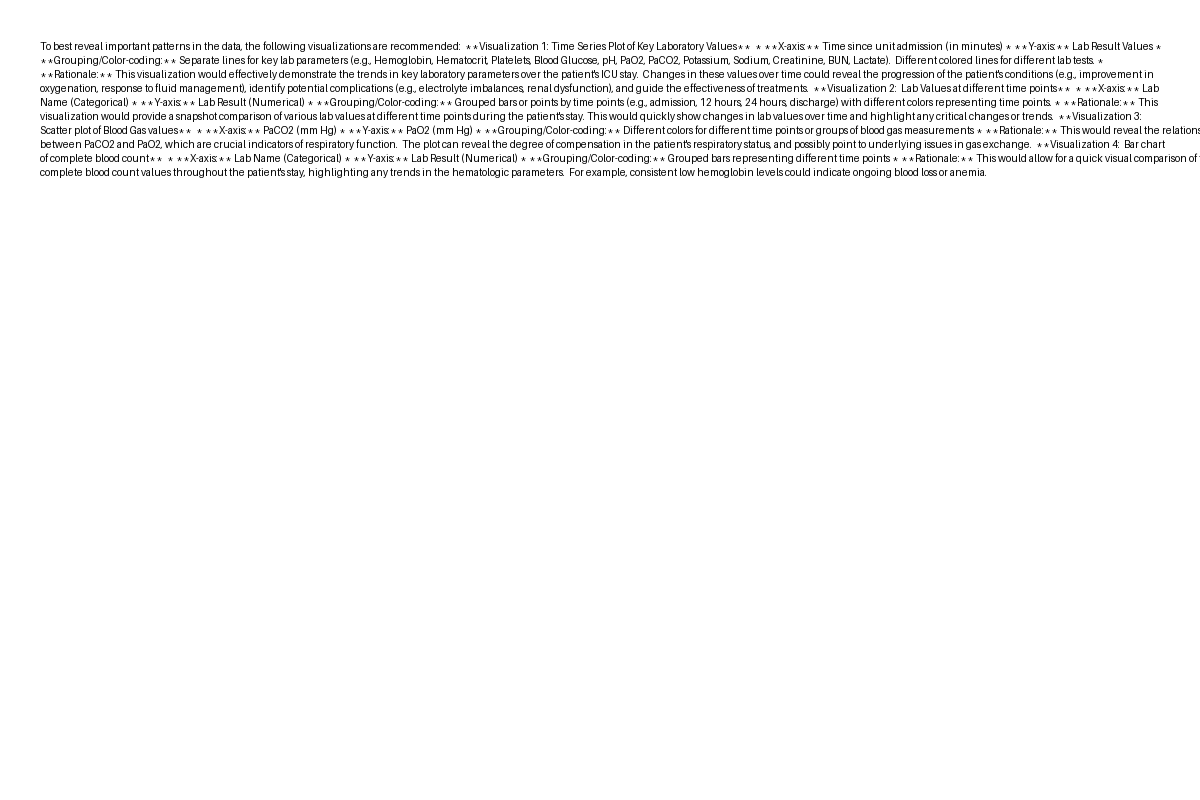 To best reveal important patterns in the data, the following visualizations are recommended:  **Visualization 1: Time Series Plot of Key Laboratory Values**  * **X-axis:** Time since unit admission (in minutes) * **Y-axis:** Lab Result Values *
**Grouping/Color-coding:** Separate lines for key lab parameters (e.g., Hemoglobin, Hematocrit, Platelets, Blood Glucose, pH, PaO2, PaCO2, Potassium, Sodium, Creatinine, BUN, Lactate).  Different colored lines for different lab tests. *
**Rationale:** This visualization would effectively demonstrate the trends in key laboratory parameters over the patient's ICU stay.  Changes in these values over time could reveal the progression of the patient's conditions (e.g., improvement in
oxygenation, response to fluid management), identify potential complications (e.g., electrolyte imbalances, renal dysfunction), and guide the effectiveness of treatments.  **Visualization 2:  Lab Values at different time points**  * **X-axis:** Lab
Name (Categorical) * **Y-axis:** Lab Result (Numerical) * **Grouping/Color-coding:** Grouped bars or points by time points (e.g., admission, 12 hours, 24 hours, discharge) with different colors representing time points. * **Rationale:** This
visualization would provide a snapshot comparison of various lab values at different time points during the patient's stay. This would quickly show changes in lab values over time and highlight any critical changes or trends.  **Visualization 3:
Scatter plot of Blood Gas values**  * **X-axis:** PaCO2 (mm Hg) * **Y-axis:** PaO2 (mm Hg) * **Grouping/Color-coding:** Different colors for different time points or groups of blood gas measurements * **Rationale:** This would reveal the relations
between PaCO2 and PaO2, which are crucial indicators of respiratory function.  The plot can reveal the degree of compensation in the patient's respiratory status, and possibly point to underlying issues in gas exchange.  **Visualization 4:  Bar chart
of complete blood count**  * **X-axis:** Lab Name (Categorical) * **Y-axis:** Lab Result (Numerical) * **Grouping/Color-coding:** Grouped bars representing different time points * **Rationale:** This would allow for a quick visual comparison of
complete blood count values throughout the patient's stay, highlighting any trends in the hematologic parameters.  For example, consistent low hemoglobin levels could indicate ongoing blood loss or anemia.